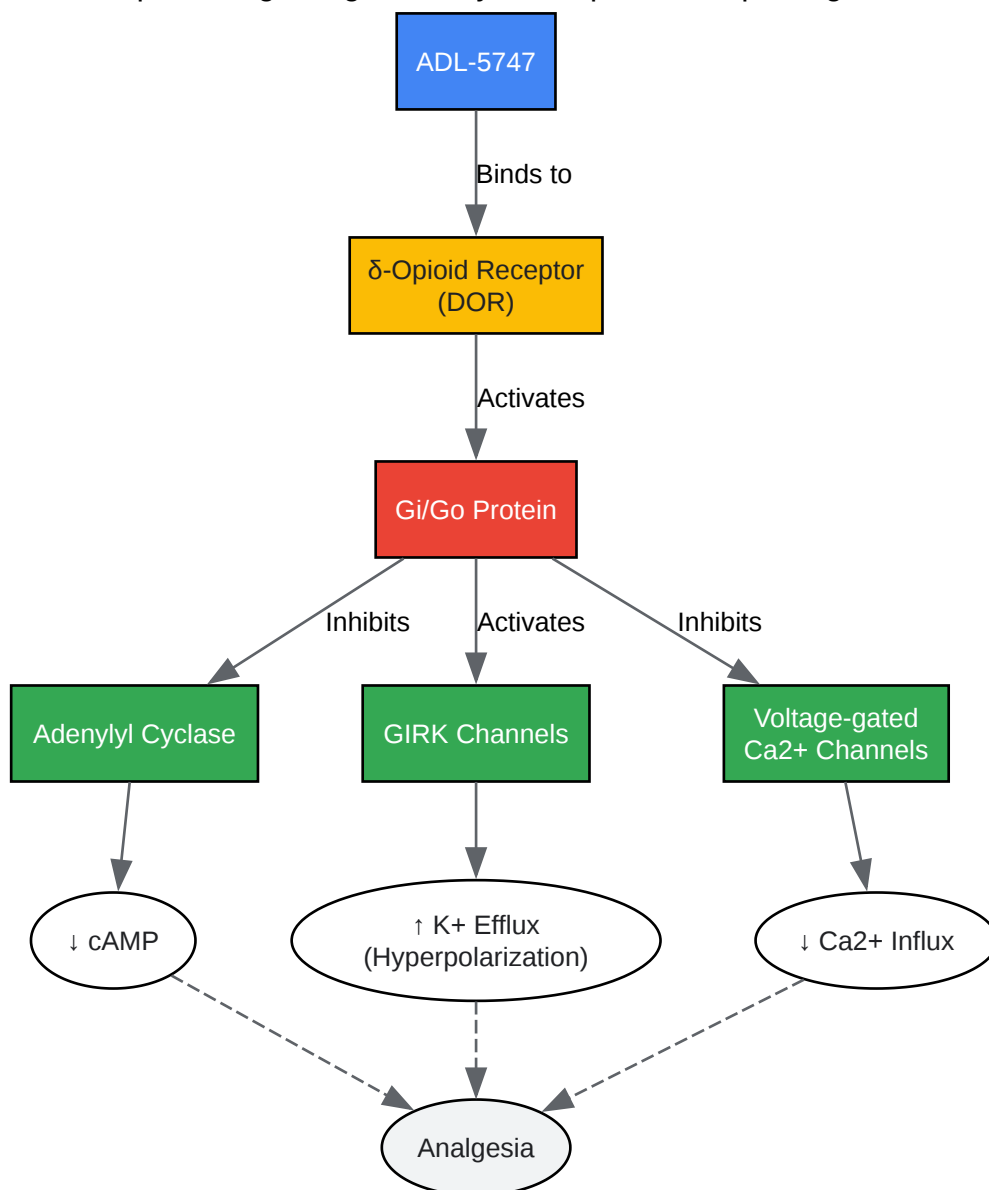 ADL-5747
Binds to
δ-Opioid Receptor
(DOR)
Activates
Gi/Go Protein
Inhibits
Activates
Inhibits
Adenylyl Cyclase
GIRK Channels
Voltage-gated
Ca2+ Channels
↓ cAMP
↑ K+ Efflux
(Hyperpolarization)
↓ Ca2+ Influx
Analgesia